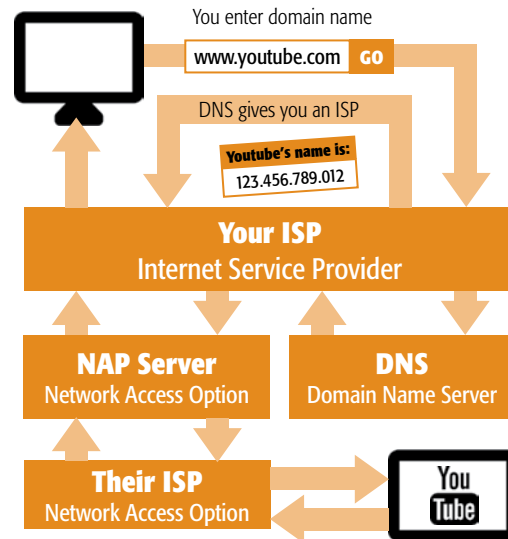 You enter domain name
www.youtube.com GO
DNS gives you an ISP
Youtube's name is:
123.456.789.012
Your ISP
Internet Service Provider
NAP Server
Network Access Option
DNS
Domain Name Server
Their ISP
Network Access Option
You
Tube